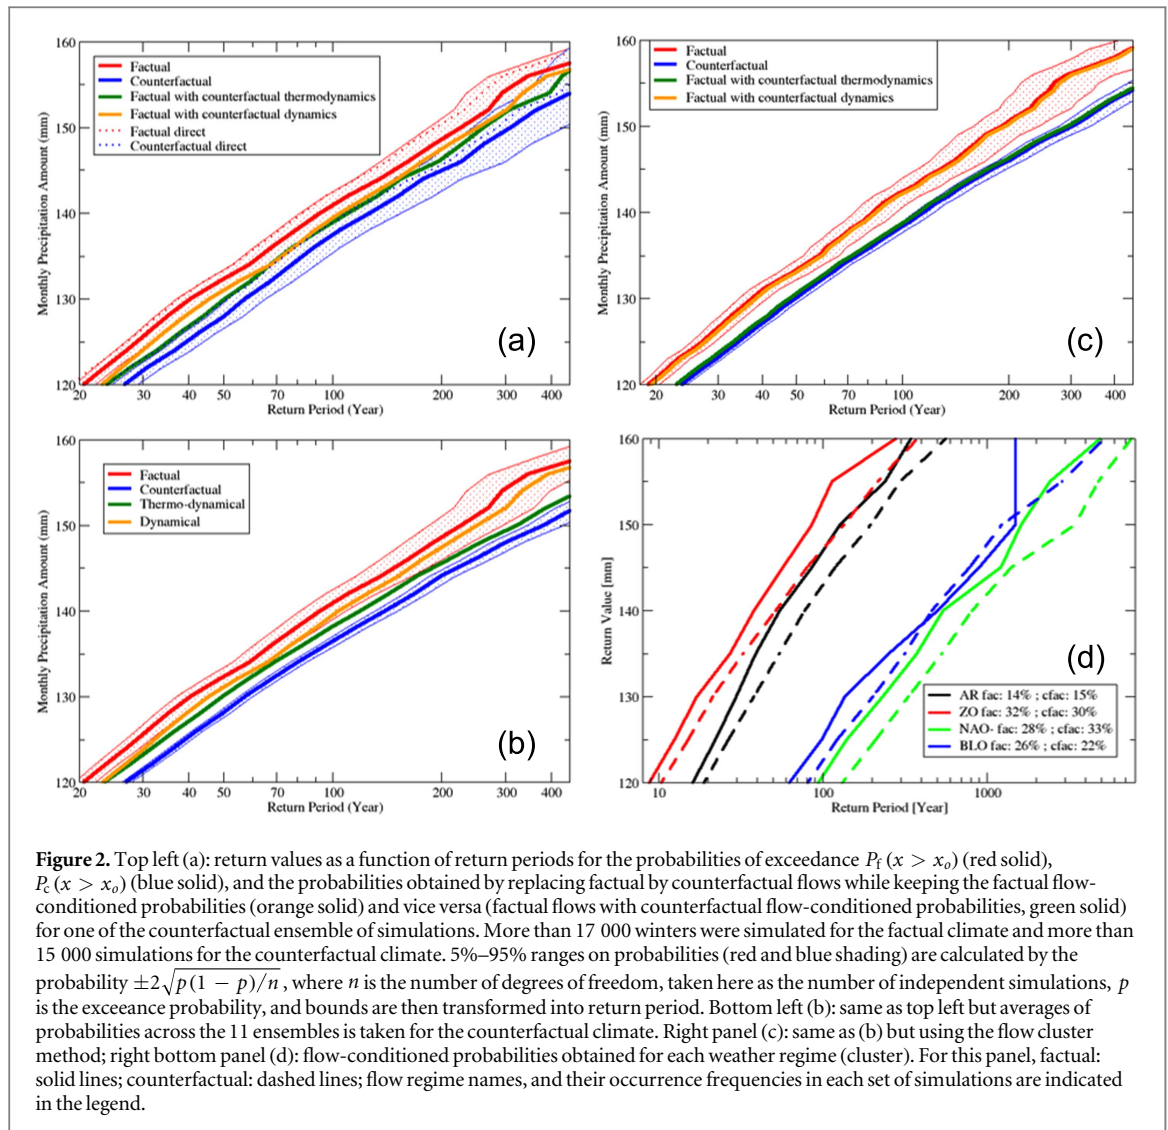 160
150
140
130
120
Monthly Precipitation Amount (mm)
Factual
Counterfactual
Factual with counterfactual thermodynamics
Factual with counterfactual dynamics
Factual direct
Counterfactual direct
(a)
20 30 40 50 60 70 100 200 300 400
Return Period (Year)
160
150
140
130
120
Monthly Precipitation Amount (mm)
Factual
Counterfactual
Factual with counterfactual thermodynamics
Factual with counterfactual dynamics
(c)
20 30 40 50 70 100 200 300 400
Return Period (Year)
160
150
140
130
120
Monthly Precipitation Amount (mm)
Factual
Counterfactual
Thermo-dynamical
Dynamical
(b)
20 30 40 50 60 70 100 200 300 400
Return Period (Year)
160
150
140
130
120
Return Value [mm]
(d)
AR fac: 14% ; cfac: 15%
ZO fac: 32% ; cfac: 30%
NAO- fac: 28% ; cfac: 33%
BLO fac: 26% ; cfac: 22%
10 100 1000
Return Period [Year]
Figure 2. Top left (a): return values as a function of return periods for the probabilities of exceedance P_f (x > x_o) (red solid),
P_c (x > x_o) (blue solid), and the probabilities obtained by replacing factual by counterfactual flows while keeping the factual flow-
conditioned probabilities (orange solid) and vice versa (factual flows with counterfactual flow-conditioned probabilities, green solid)
for one of the counterfactual ensemble of simulations. More than 17 000 winters were simulated for the factual climate and more than
15 000 simulations for the counterfactual climate. 5%–95% ranges on probabilities (red and blue shading) are calculated by the
probability ±2√(p(1 − p)/n), where n is the number of degrees of freedom, taken here as the number of independent simulations, p
is the exceeance probability, and bounds are then transformed into return period. Bottom left (b): same as top left but averages of
probabilities across the 11 ensembles is taken for the counterfactual climate. Right panel (c): same as (b) but using the flow cluster
method; right bottom panel (d): flow-conditioned probabilities obtained for each weather regime (cluster). For this panel, factual:
solid lines; counterfactual: dashed lines; flow regime names, and their occurrence frequencies in each set of simulations are indicated
in the legend.